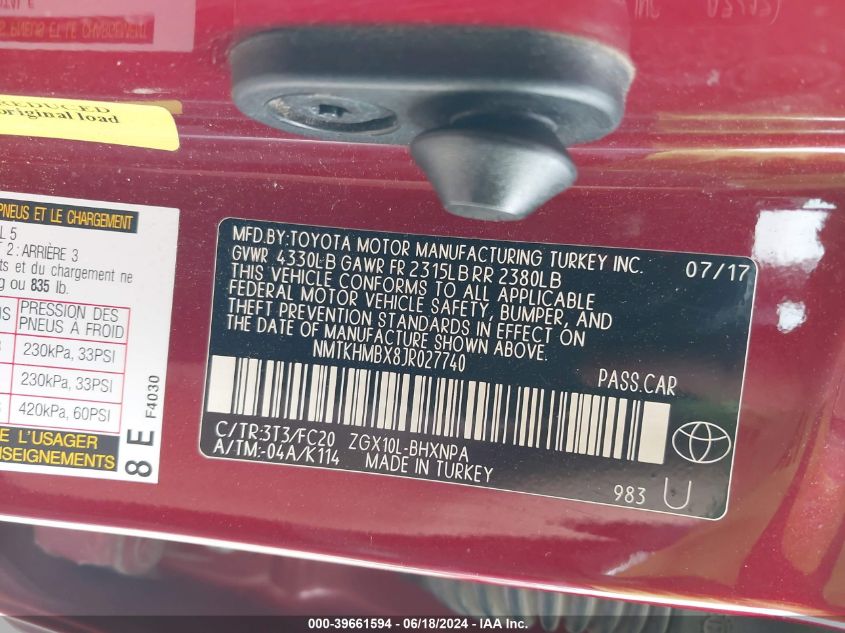 REDUCED
original load
PNEUS ET LE CHARGEMENT
L 5
2 : ARRIÈRE 3
ts et du chargement ne
g ou 835 lb.
PRESSION DES
PNEUS À FROID
230kPa, 33PSI
230kPa, 33PSI
420kPa, 60PSI
E L'USAGER
ENSEIGNEMENTS
8 E
F4030
MFD.BY:TOYOTA MOTOR MANUFACTURING TURKEY INC. 07/17
GVWR 4330LB GAWR FR 2315LB RR 2380LB
THIS VEHICLE CONFORMS TO ALL APPLICABLE
FEDERAL MOTOR VEHICLE SAFETY, BUMPER, AND
THEFT PREVENTION STANDARDS IN EFFECT ON
THE DATE OF MANUFACTURE SHOWN ABOVE.
NMTKHMBX8JR027740
PASS.CAR
C/TR:3T3/FC20 ZGX10L-BHXNPA
A/TM:-04A/K114 MADE IN TURKEY
983 U
000-39661594 - 06/18/2024 - IAA Inc.